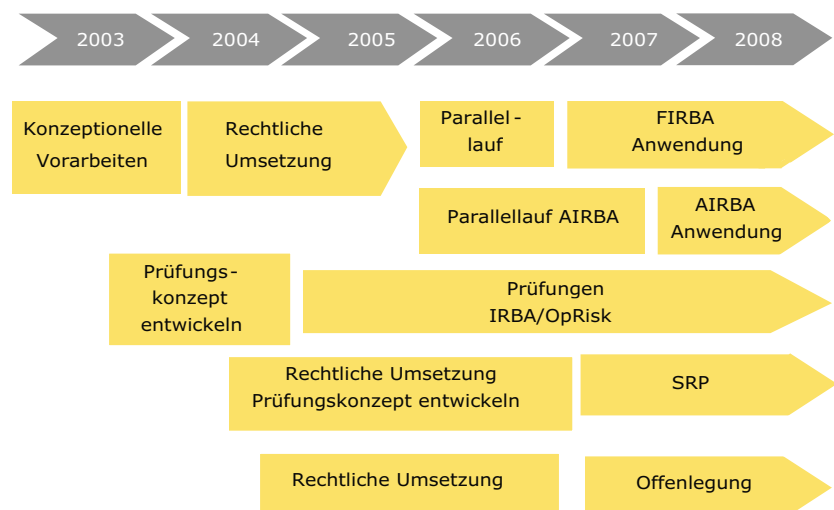 2003 2004 2005 2006 2007 2008
Konzeptionelle
Vorarbeiten
Rechtliche
Umsetzung
Parallel -
lauf
FIRBA
Anwendung
Parallellauf AIRBA
AIRBA
Anwendung
Prüfungs-
konzept
entwickeln
Prüfungen
IRBA/OpRisk
Rechtliche Umsetzung
Prüfungskonzept entwickeln
SRP
Rechtliche Umsetzung
Offenlegung